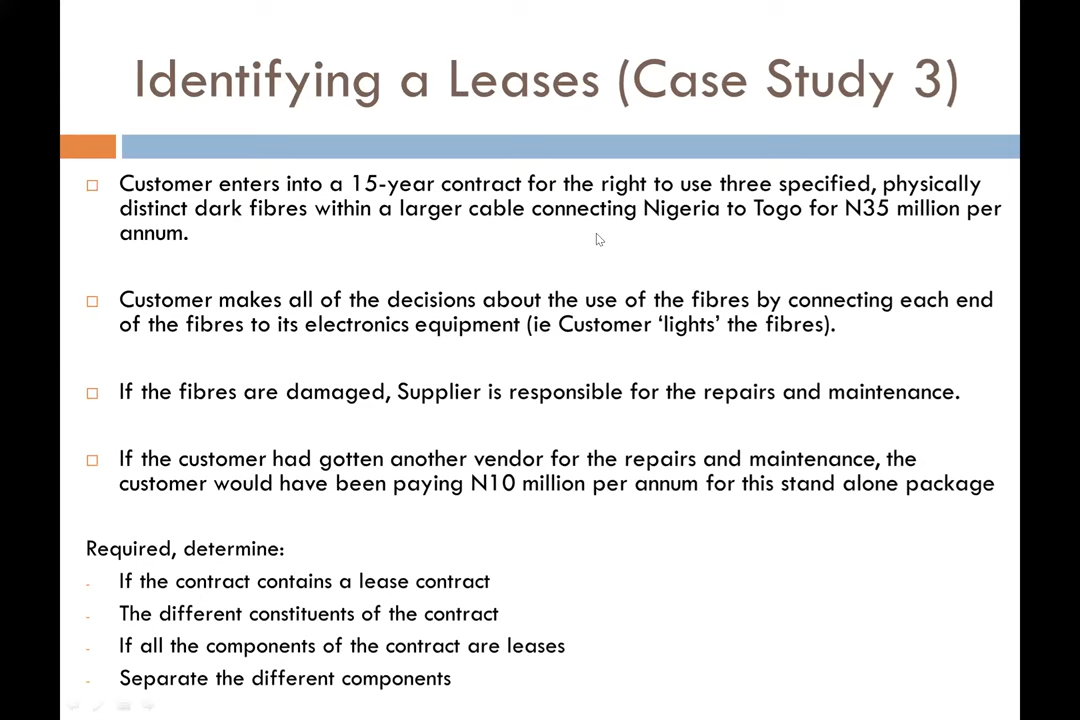 Identifying a Leases (Case Study 3)
Customer enters into a 15-year contract for the right to use three specified, physically
distinct dark fibres within a larger cable connecting Nigeria to Togo for N35 million per
annum.
Customer makes all of the decisions about the use of the fibres by connecting each end
of the fibres to its electronics equipment (ie Customer ‘lights’ the fibres).
If the fibres are damaged, Supplier is responsible for the repairs and maintenance.
If the customer had gotten another vendor for the repairs and maintenance, the
customer would have been paying N10 million per annum for this stand alone package
Required, determine:
- If the contract contains a lease contract
- The different constituents of the contract
- If all the components of the contract are leases
- Separate the different components